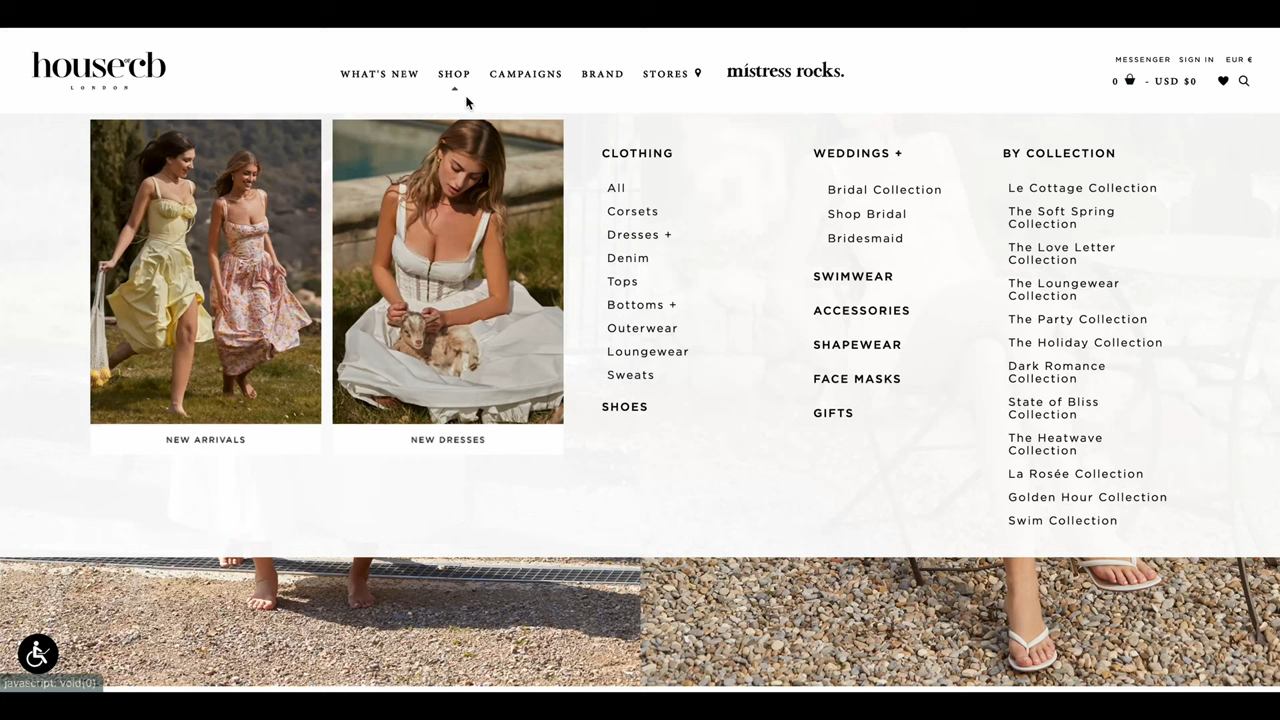 house of cb
LONDON
WHAT'S NEW
SHOP
CAMPAIGNS
BRAND
STORES
mistress rocks.
MESSENGER
SIGN IN
EUR €
0
- USD $0
NEW ARRIVALS
NEW DRESSES
CLOTHING
All
Corsets
Dresses +
Denim
Tops
Bottoms +
Outerwear
Loungewear
Sweats
SHOES
WEDDINGS +
Bridal Collection
Shop Bridal
Bridesmaid
SWIMWEAR
ACCESSORIES
SHAPEWEAR
FACE MASKS
GIFTS
BY COLLECTION
Le Cottage Collection
The Soft Spring
Collection
The Love Letter
Collection
The Loungewear
Collection
The Party Collection
The Holiday Collection
Dark Romance
Collection
State of Bliss
Collection
The Heatwave
Collection
La Rosée Collection
Golden Hour Collection
Swim Collection
javascript: void(0)